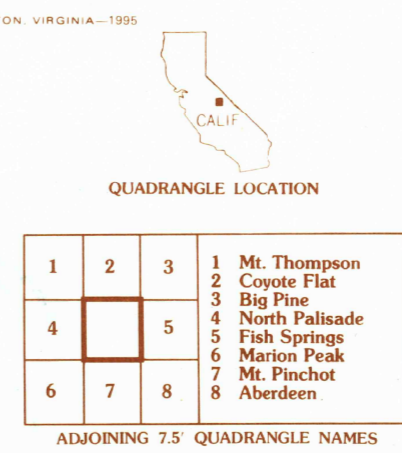 ON, VIRGINIA—1995
CALIF
QUADRANGLE LOCATION
1 2 3
4 5
6 7 8
1 Mt. Thompson
2 Coyote Flat
3 Big Pine
4 North Palisade
5 Fish Springs
6 Marion Peak
7 Mt. Pinchot
8 Aberdeen
ADJOINING 7.5′ QUADRANGLE NAMES